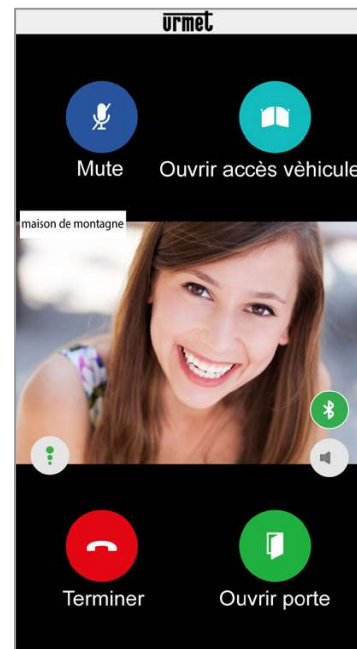 urmet
Mute
Ouvrir accès vèhicule
maison de montagne
Terminer
Ouvrir porte